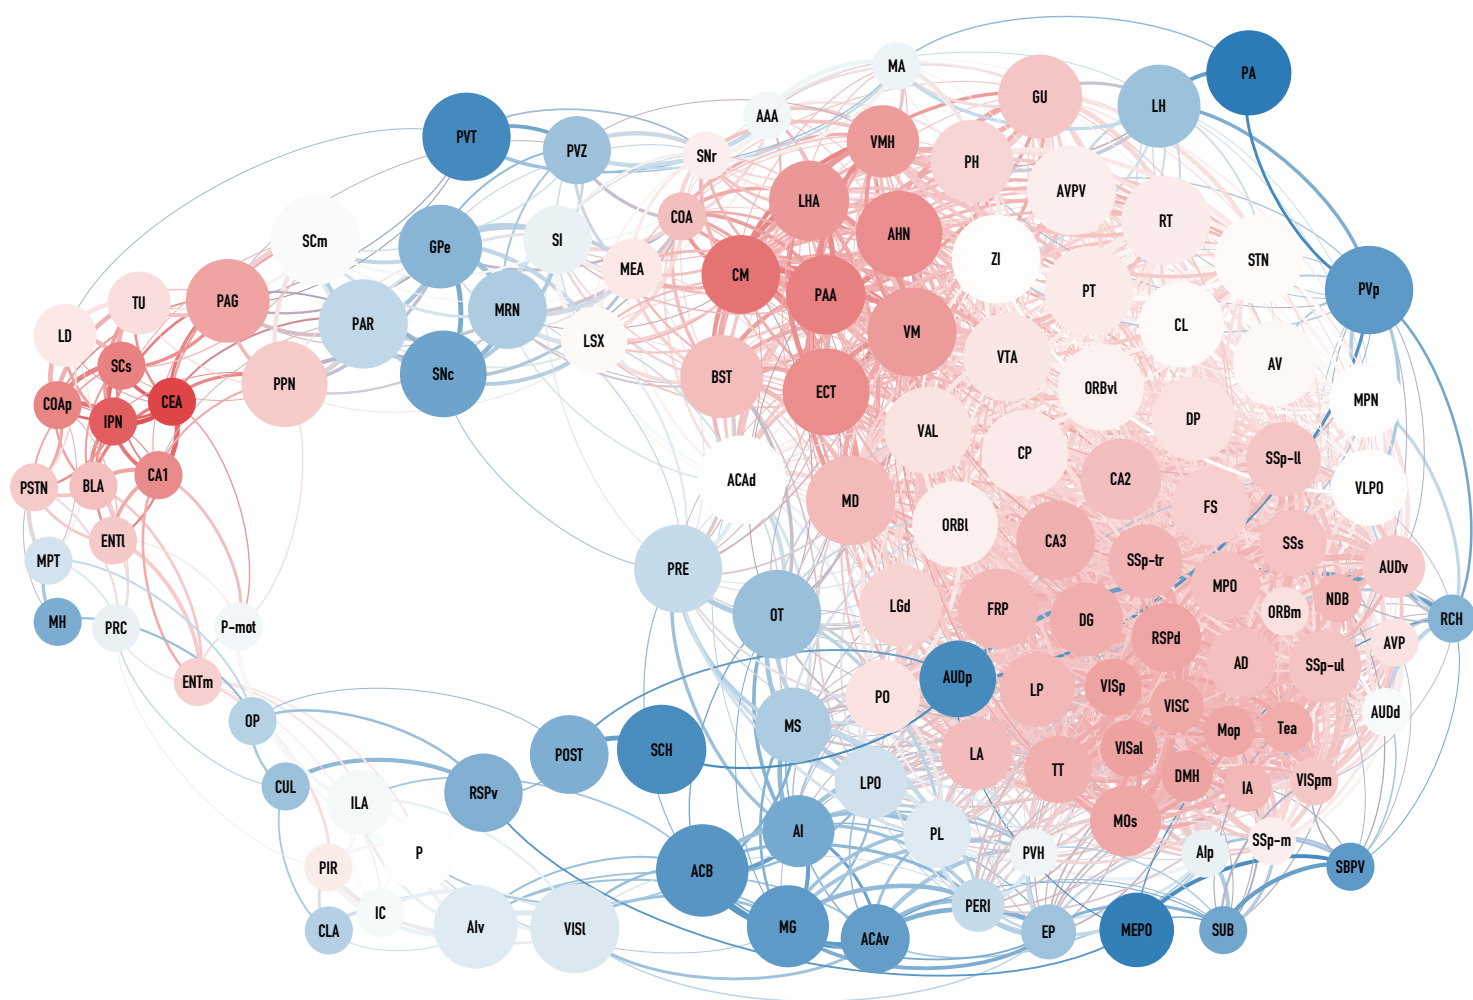 MA
PA
GU
LH
AAA
PVT
PVZ
SNr
VMH
PH
AVPV
LHA
COA
RT
SCm
GPe
SI
AHN
MEA
CM
ZI
STN
PAA
PT
PVp
TU
PAG
PAR
MRN
LD
LSX
VM
CL
SCs
VTA
AV
SNc
PPN
BST
ECT
ORBvl
MPN
COAp
CEA
IPN
VAL
DP
CP
SSp-ll
PSTN
BLA
CA1
ACAd
CA2
VLPO
MD
FS
ORBl
ENTl
CA3
SSs
MPT
PRE
SSp-tr
AUDv
MPO
NDB
LGd
FRP
ORBm
MH
PRC
P-mot
OT
DG
RCH
RSPd
AVP
ENTm
AUDp
AD
SSp-ul
PO
LP
VISp
OP
VISC
AUDd
MS
Mop
Tea
POST
SCH
VISal
LA
TT
DMH
CUL
RSPv
LPO
IA
VISpm
ILA
MOs
AI
PL
SSp-m
P
PVH
AIp
PIR
ACB
SBPV
PERI
IC
CLA
AIv
VISl
MG
ACAv
EP
MEPO
SUB